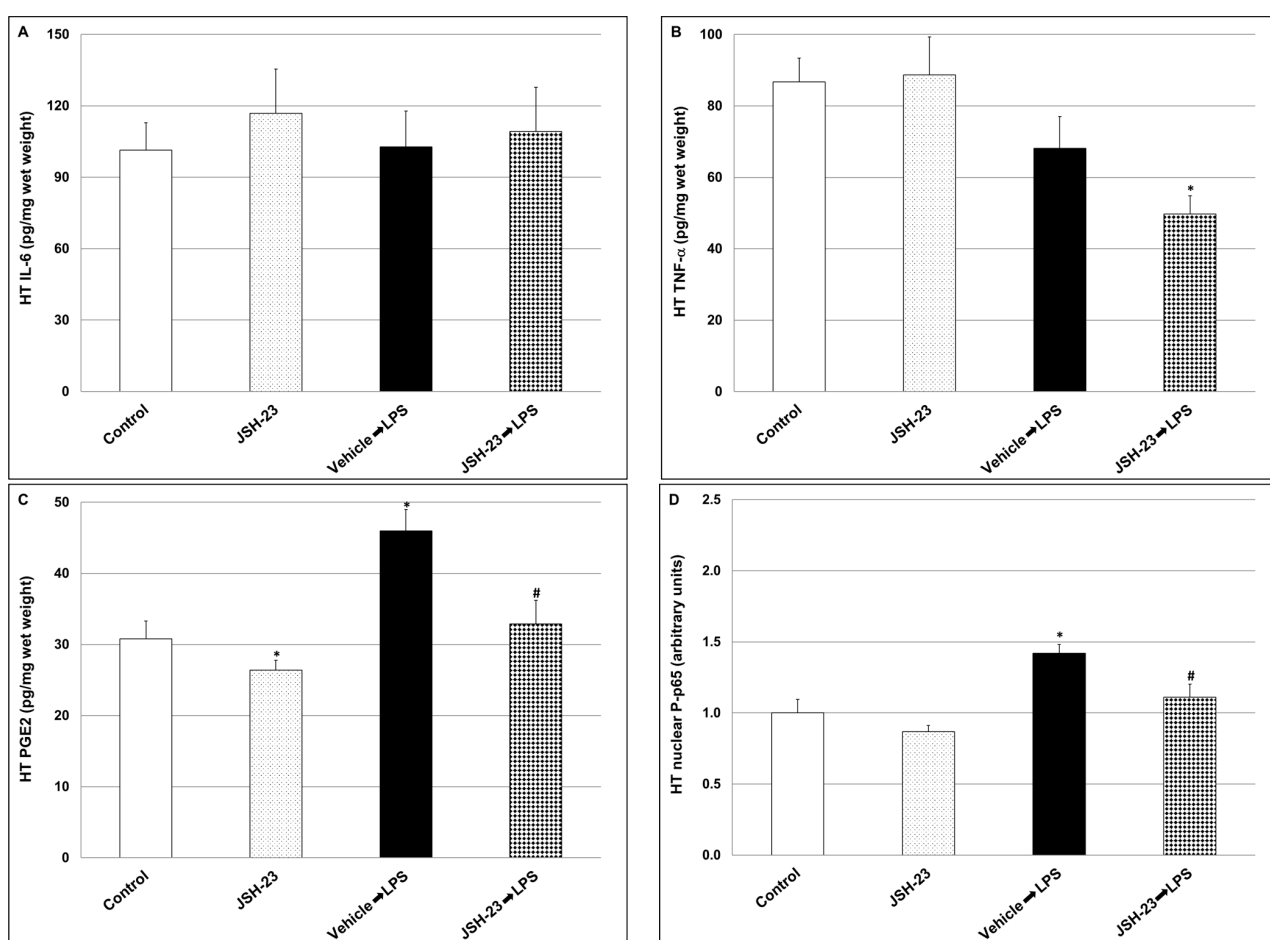 A
HT IL-6 (pg/mg wet weight)
150
120
90
60
30
0
Control
JSH-23
Vehicle➡LPS
JSH-23➡LPS
B
HT TNF-α (pg/mg wet weight)
100
80
60
40
20
0
*
Control
JSH-23
Vehicle➡LPS
JSH-23➡LPS
C
HT PGE2 (pg/mg wet weight)
50
40
30
20
10
0
*
*
#
Control
JSH-23
Vehicle➡LPS
JSH-23➡LPS
D
HT nuclear P-p65 (arbitrary units)
2.5
2.0
1.5
1.0
0.5
0.0
*
#
Control
JSH-23
Vehicle➡LPS
JSH-23➡LPS